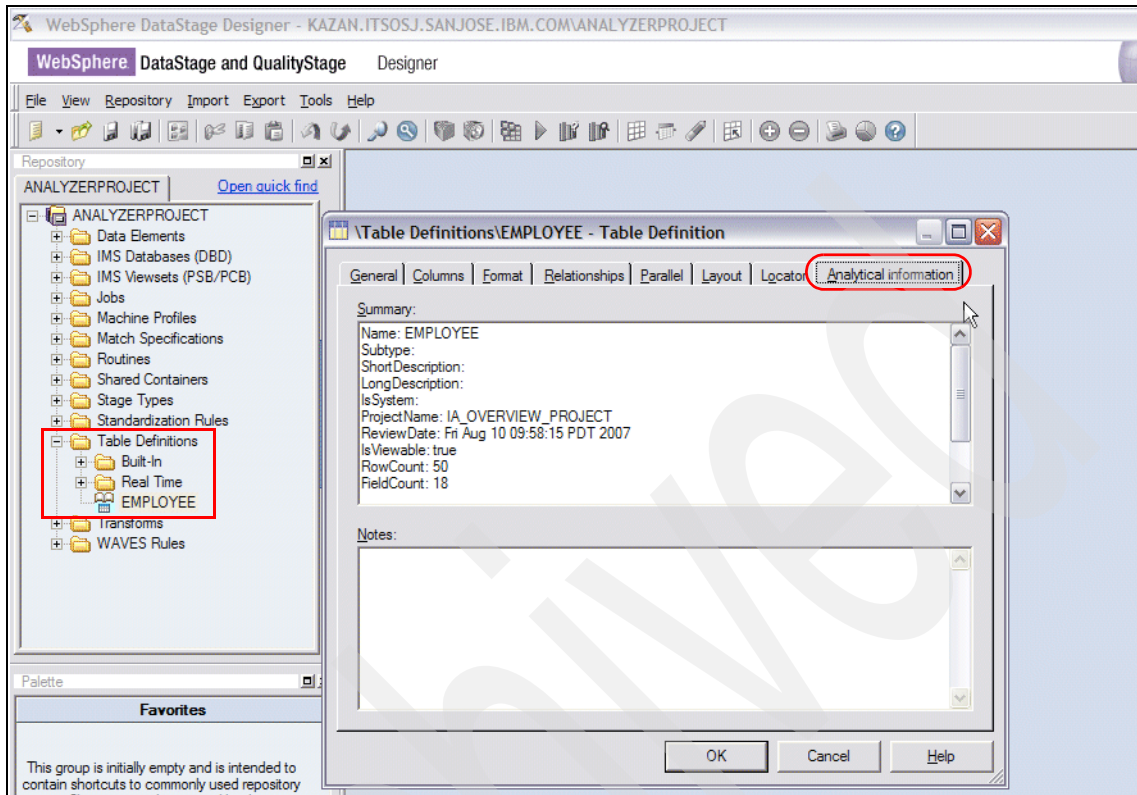 WebSphere DataStage Designer - KAZAN.ITSOSJ.SANJOSE.IBM.COM\ANALYZERPROJECT
WebSphere DataStage and QualityStage Designer
File View Repository Import Export Tools Help
Repository
ANALYZERPROJECT Open quick find
ANALYZERPROJECT
Data Elements
IMS Databases (DBD)
IMS Viewsets (PSB/PCB)
Jobs
Machine Profiles
Match Specifications
Routines
Shared Containers
Stage Types
Standardization Rules
Table Definitions
Built-In
Real Time
EMPLOYEE
Transforms
WAVES Rules
\Table Definitions\EMPLOYEE - Table Definition
General Columns Format Relationships Parallel Layout Locator Analytical information
Summary:
Name: EMPLOYEE
Subtype:
ShortDescription:
LongDescription:
IsSystem:
ProjectName: IA_OVERVIEW_PROJECT
ReviewDate: Fri Aug 10 09:58:15 PDT 2007
IsViewable: true
RowCount: 50
FieldCount: 18
Notes:
OK Cancel Help
Palette
Favorites
This group is initially empty and is intended to
contain shortcuts to commonly used repository